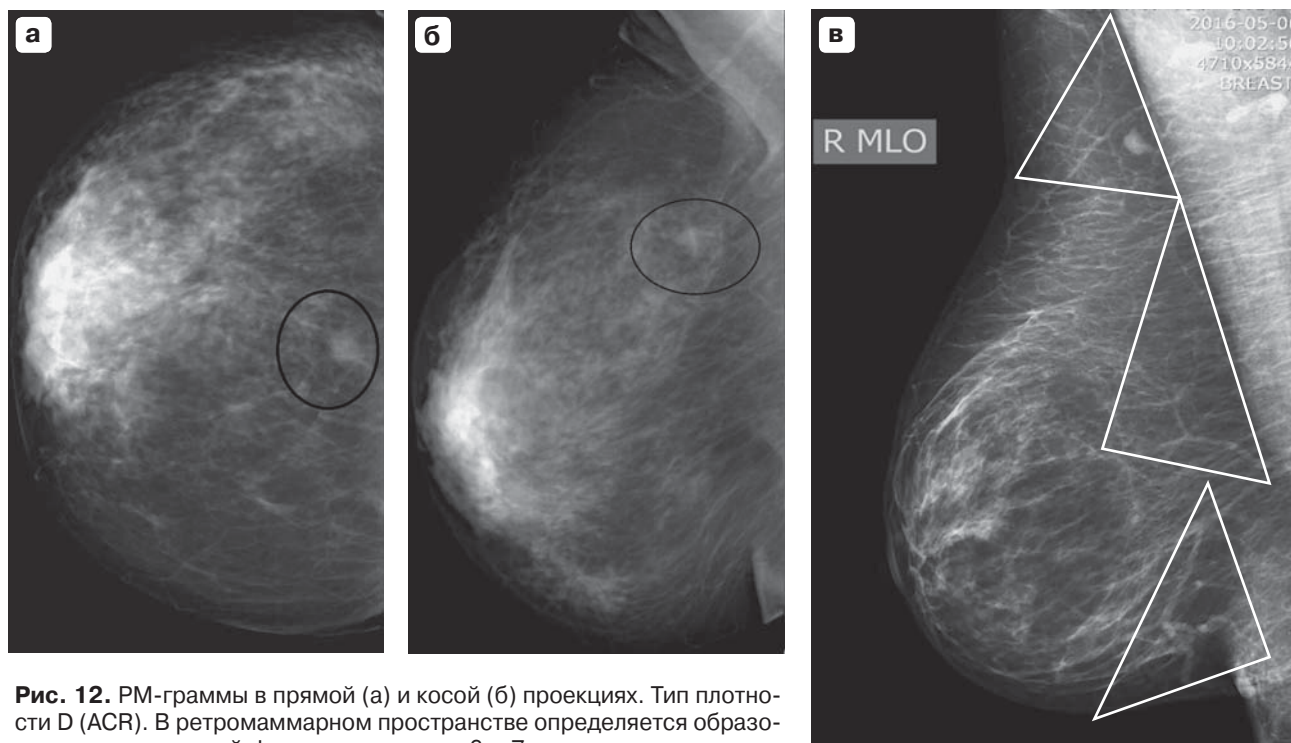 а
б
в
2016-05-0
10:02:5
4710x584
BREAST
R MLO
Рис. 12. РМ-граммы в прямой (а) и косой (б) проекциях. Тип плотно-
сти D (ACR). В ретромаммарном пространстве определяется образо-